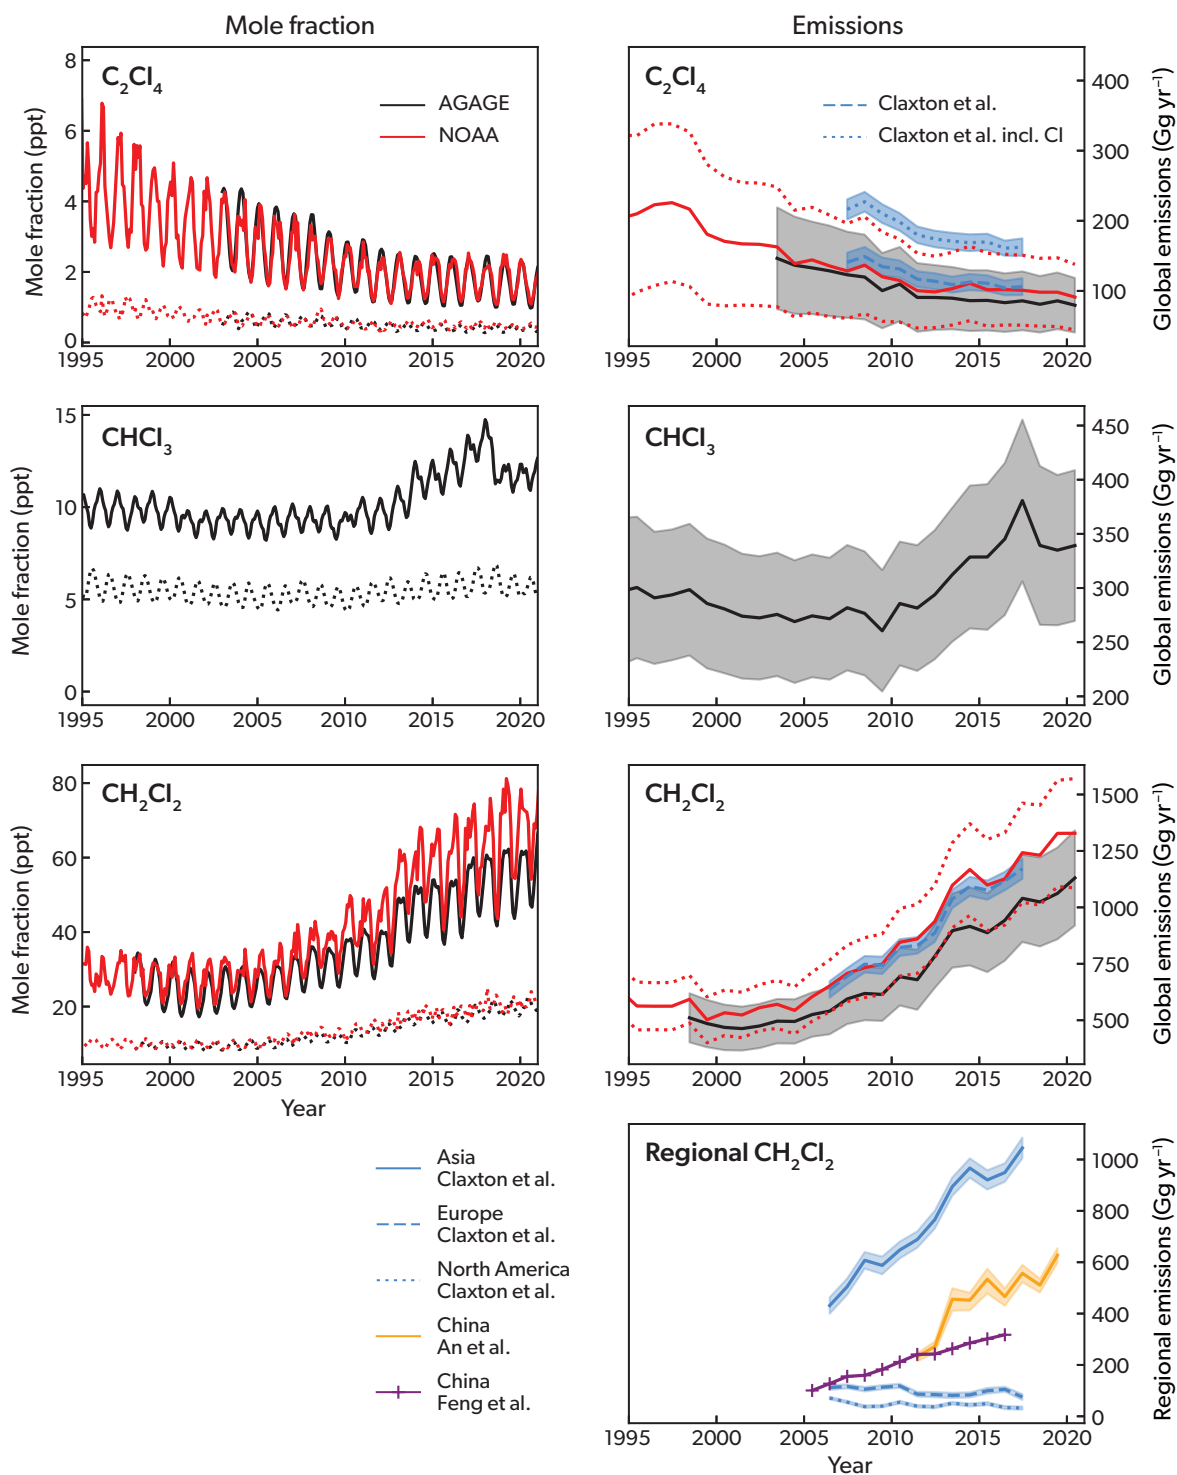 Mole fraction
Emissions
C2Cl4
AGAGE
NOAA
Mole fraction (ppt)
8
6
4
2
0
1995 2000 2005 2010 2015 2020
C2Cl4
Claxton et al.
Claxton et al. incl. Cl
Global emissions (Gg yr−1)
400
300
200
100
1995 2000 2005 2010 2015 2020
CHCl3
Mole fraction (ppt)
15
10
5
0
1995 2000 2005 2010 2015 2020
CHCl3
Global emissions (Gg yr−1)
450
400
350
300
250
200
1995 2000 2005 2010 2015 2020
CH2Cl2
Mole fraction (ppt)
80
60
40
20
1995 2000 2005 2010 2015 2020
Year
CH2Cl2
Global emissions (Gg yr−1)
1500
1250
1000
750
500
1995 2000 2005 2010 2015 2020
Asia
Claxton et al.
Europe
Claxton et al.
North America
Claxton et al.
China
An et al.
China
Feng et al.
Regional CH2Cl2
Regional emissions (Gg yr−1)
1000
800
600
400
200
0
1995 2000 2005 2010 2015 2020
Year